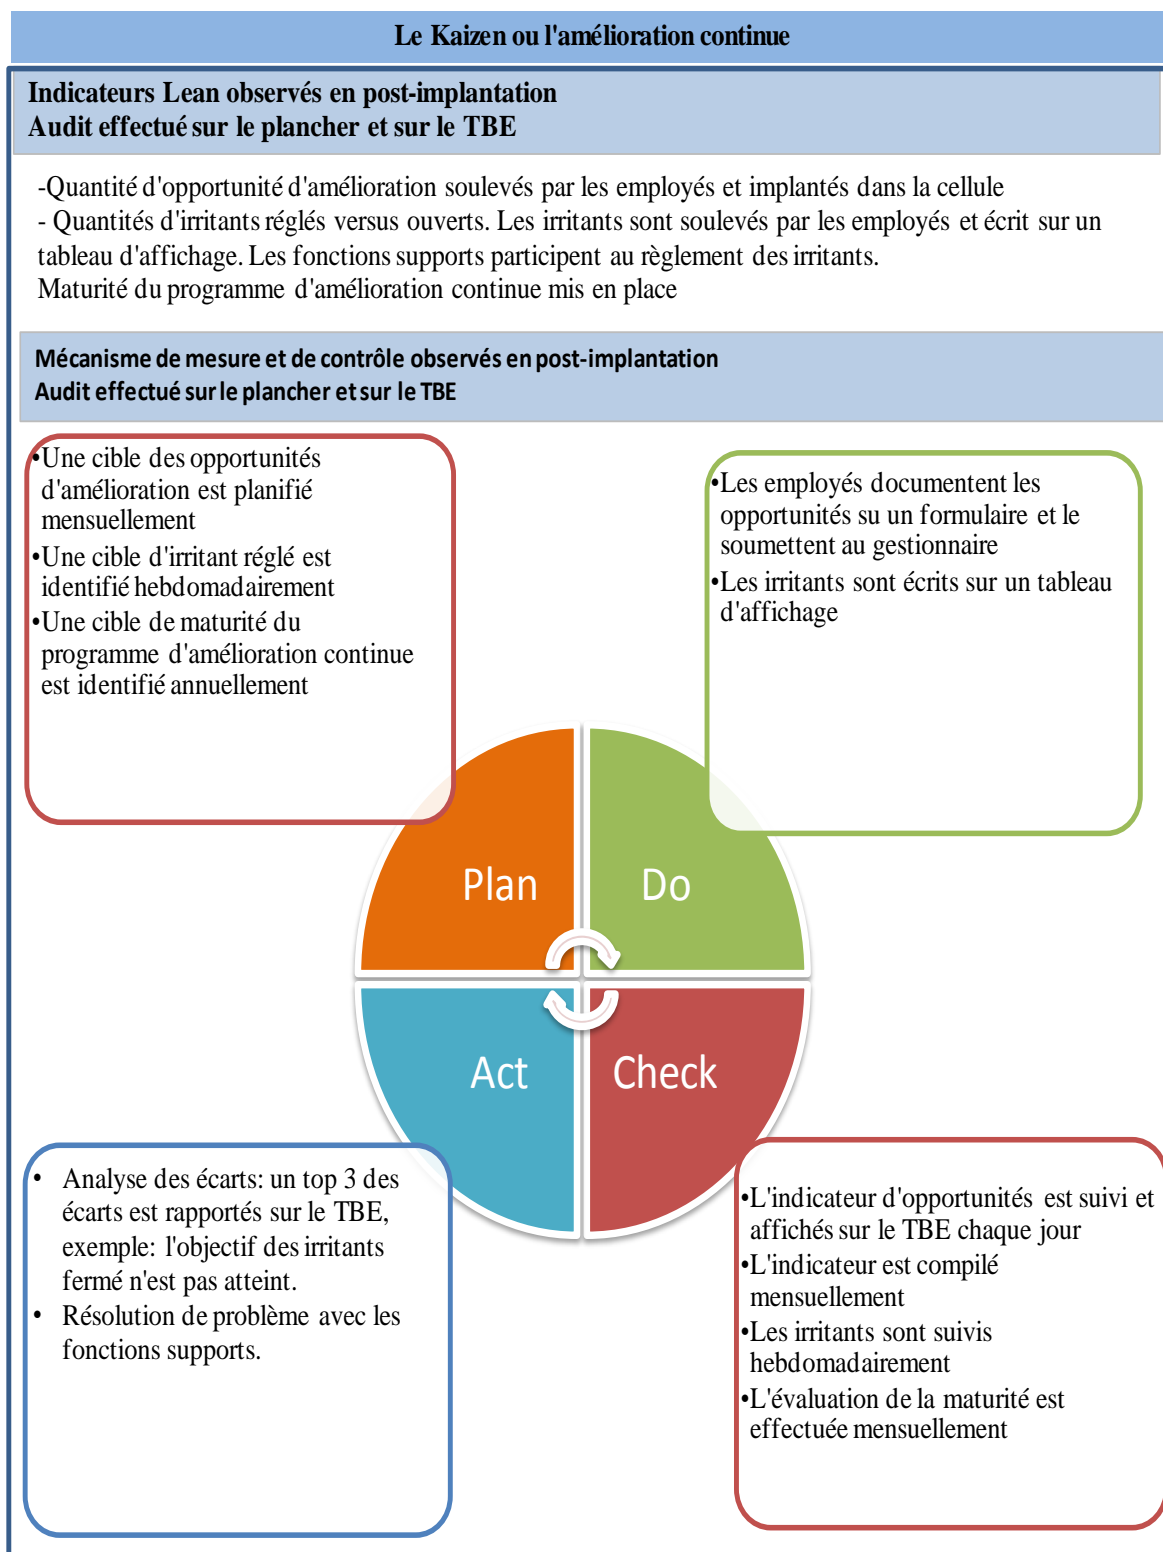 Le Kaizen ou l'amélioration continue
Indicateurs Lean observés en post-implantation
Audit effectué sur le plancher et sur le TBE
-Quantité d'opportunité d'amélioration soulevés par les employés et implantés dans la cellule
- Quantités d'irritants réglés versus ouverts. Les irritants sont soulevés par les employés et écrit sur un
tableau d'affichage. Les fonctions supports participent au règlement des irritants.
Maturité du programme d'amélioration continue mis en place
Mécanisme de mesure et de contrôle observés en post-implantation
Audit effectué sur le plancher et sur le TBE
•Une cible des opportunités
d'amélioration est planifié
mensuellement
•Une cible d'irritant réglé est
identifié hebdomadairement
•Une cible de maturité du
programme d'amélioration continue
est identifié annuellement
•Les employés documentent les
opportunités su un formulaire et le
soumettent au gestionnaire
•Les irritants sont écrits sur un tableau
d'affichage
Plan
Do
Act
Check
• Analyse des écarts: un top 3 des
écarts est rapportés sur le TBE,
exemple: l'objectif des irritants
fermé n'est pas atteint.
• Résolution de problème avec les
fonctions supports.
•L'indicateur d'opportunités est suivi et
affichés sur le TBE chaque jour
•L'indicateur est compilé
mensuellement
•Les irritants sont suivis
hebdomadairement
•L'évaluation de la maturité est
effectuée mensuellement